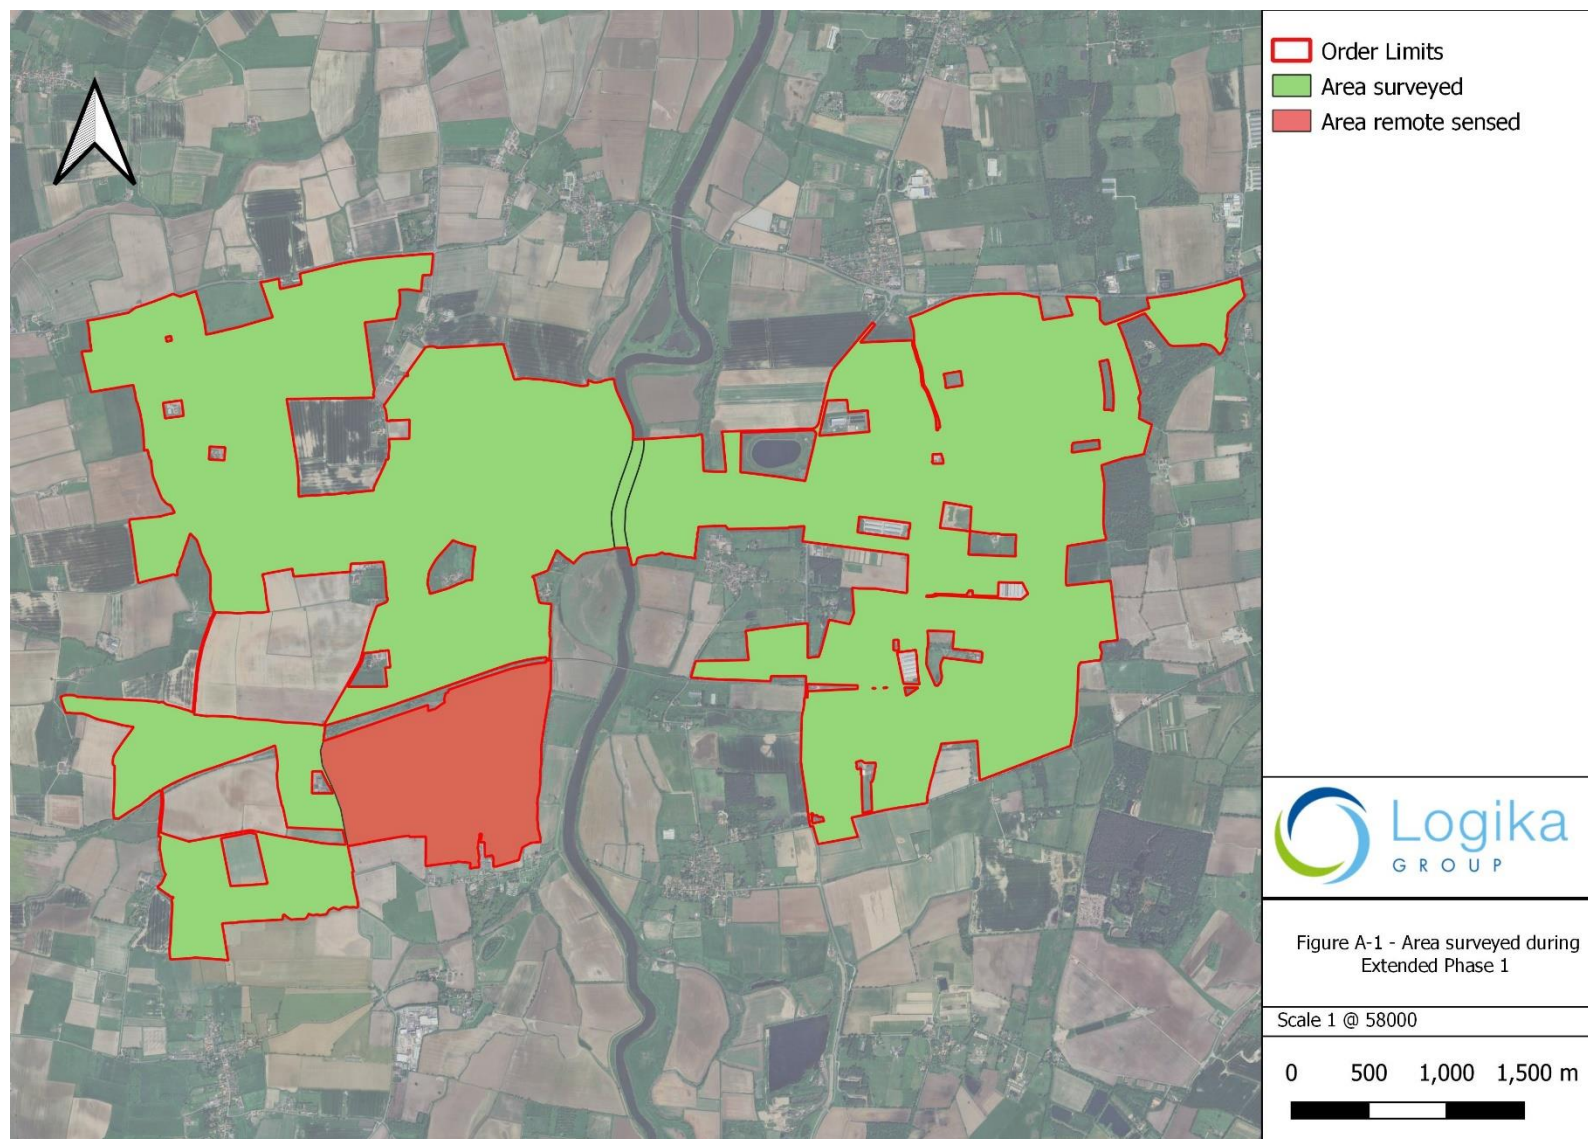 Order Limits
Area surveyed
Area remote sensed
Logika
GROUP
Figure A-1 - Area surveyed during
Extended Phase 1
Scale 1 @ 58000
0 500 1,000 1,500 m